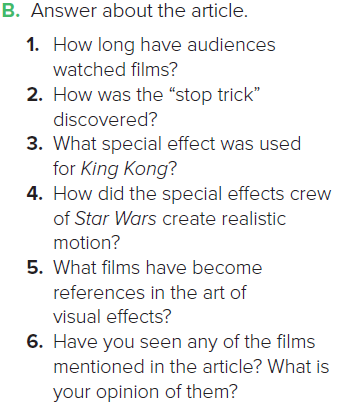 B. Answer about the article.
1. How long have audiences
watched films?
2. How was the “stop trick”
discovered?
3. What special effect was used
for King Kong?
4. How did the special effects crew
of Star Wars create realistic
motion?
5. What films have become
references in the art of
visual effects?
6. Have you seen any of the films
mentioned in the article? What is
your opinion of them?